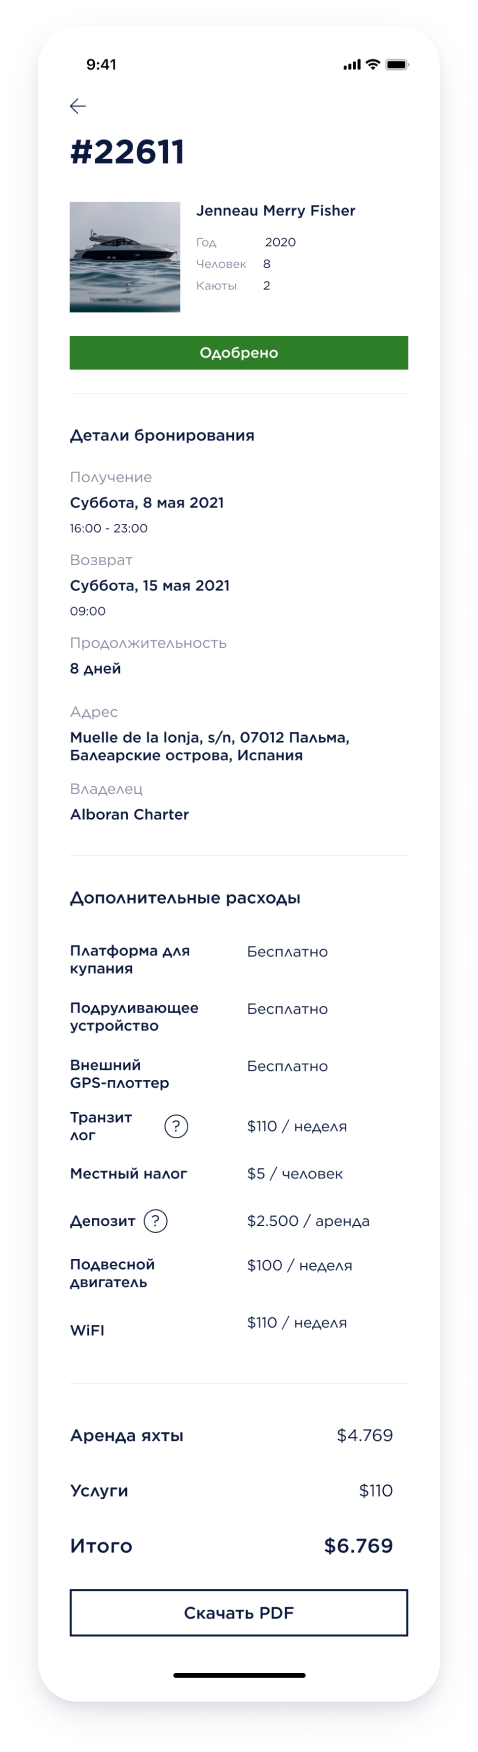 9:41
#22611
Jenneau Merry Fisher
Год 2020
Человек 8
Каюты 2
Одобрено
Детали бронирования
Получение
Суббота, 8 мая 2021
16:00 - 23:00
Возврат
Суббота, 15 мая 2021
09:00
Продолжительность
8 дней
Адрес
Muelle de la lonja, s/n, 07012 Пальма,
Балеарские острова, Испания
Владелец
Alboran Charter
Дополнительные расходы
Платформа для Бесплатно
купания
Подруливающее Бесплатно
устройство
Внешний Бесплатно
GPS-плоттер
Транзит
лог ? $110 / неделя
Местный налог $5 / человек
Депозит ? $2.500 / аренда
Подвесной $100 / неделя
двигатель
WiFI $110 / неделя
Аренда яхты $4.769
Услуги $110
Итого $6.769
Скачать PDF